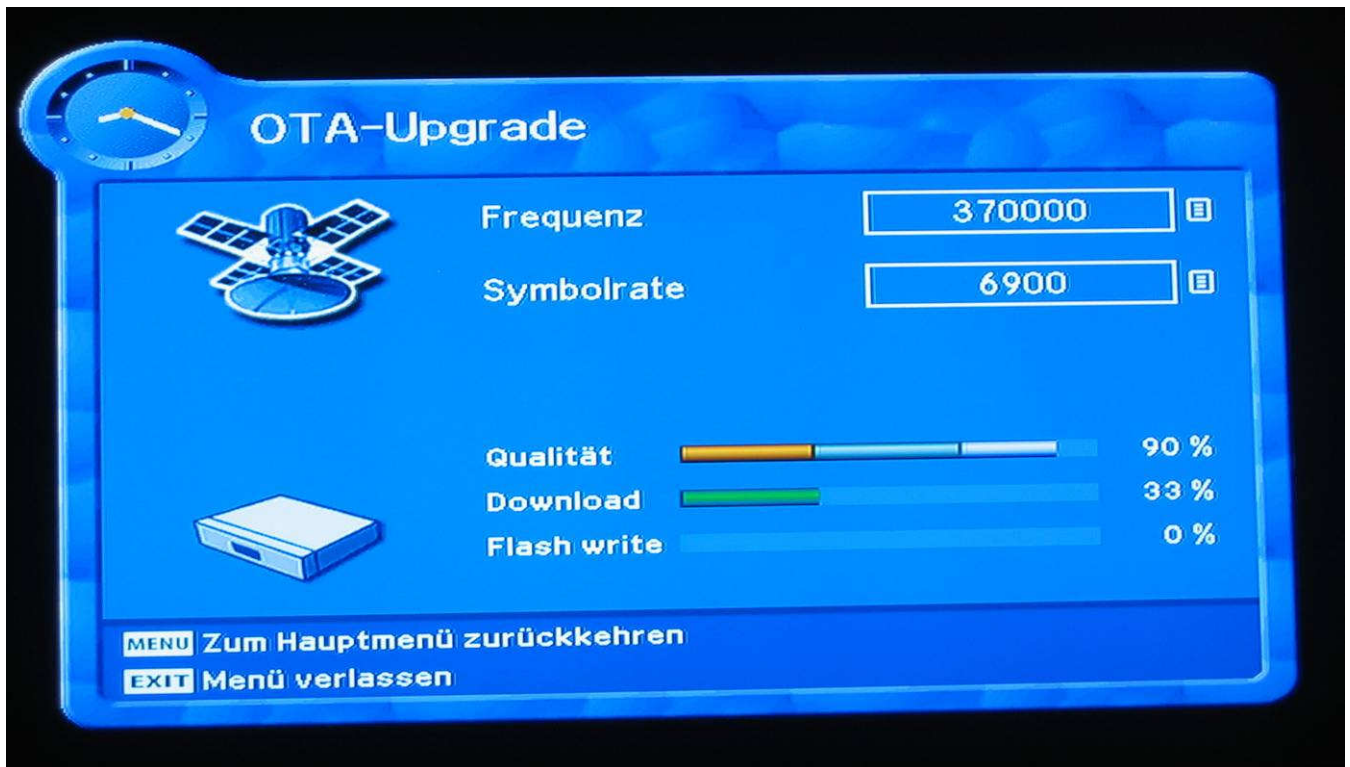 OTA-Upgrade
Frequenz 370000
Symbolrate 6900
Qualität 90 %
Download 33 %
Flash write 0 %
MENU Zum Hauptmenü zurückkehren
EXIT Menü verlassen